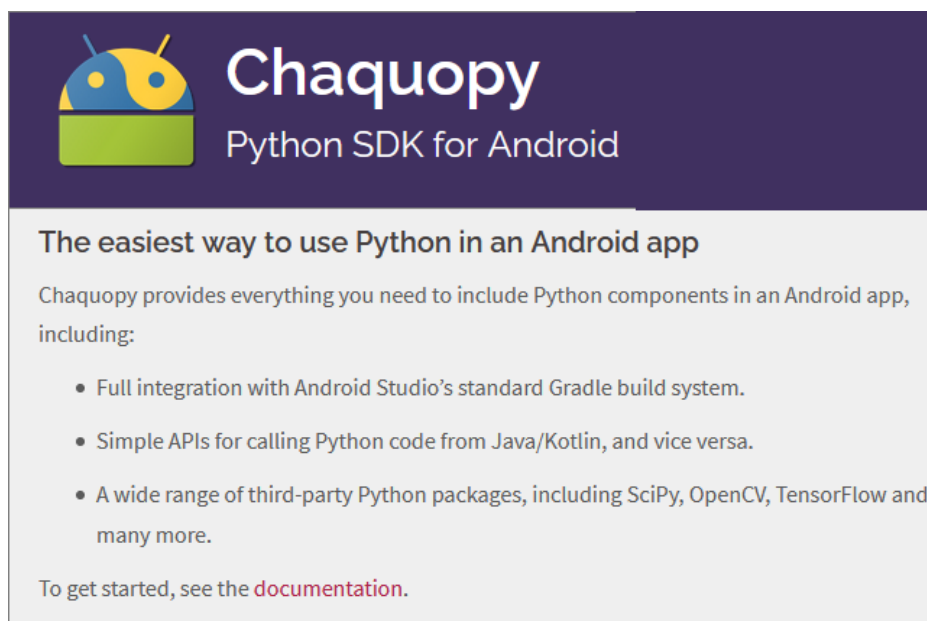 Chaquopy
Python SDK for Android
The easiest way to use Python in an Android app
Chaquopy provides everything you need to include Python components in an Android app,
including:
• Full integration with Android Studio’s standard Gradle build system.
• Simple APIs for calling Python code from Java/Kotlin, and vice versa.
• A wide range of third-party Python packages, including SciPy, OpenCV, TensorFlow and
many more.
To get started, see the documentation.